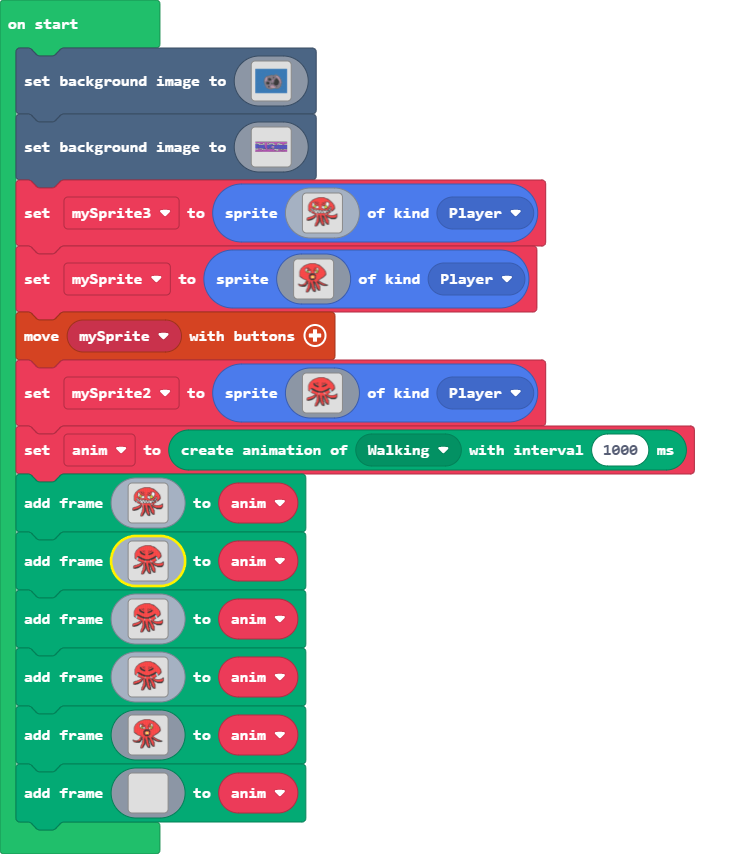 on start
set background image to
set background image to
set mySprite3 to sprite of kind Player
set mySprite to sprite of kind Player
move mySprite with buttons
set mySprite2 to sprite of kind Player
set anim to create animation of Walking with interval 1000 ms
add frame to anim
add frame to anim
add frame to anim
add frame to anim
add frame to anim
add frame to anim